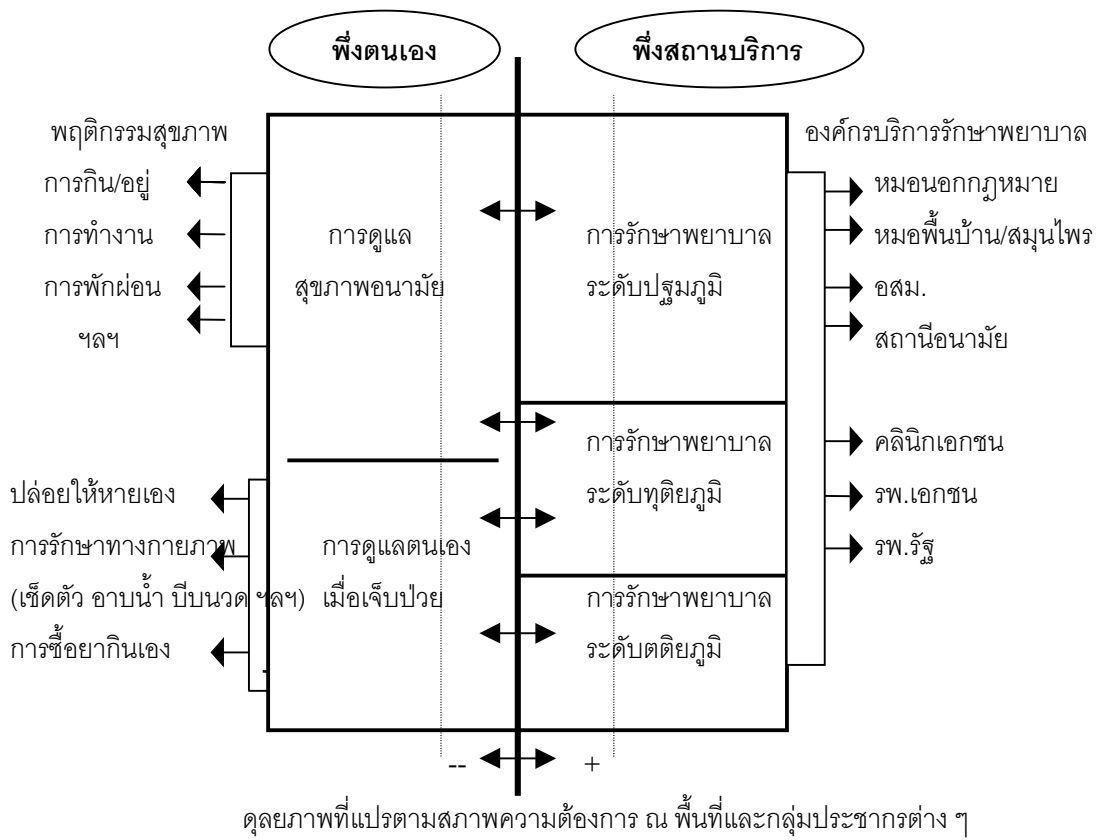 พึ่งตนเอง
พึ่งสถานบริการ
พฤติกรรมสุขภาพ
การกิน/อยู่
การทำงาน
การพักผ่อน
ฯลฯ
การดูแล
สุขภาพอนามัย
การรักษาพยาบาล
ระดับปฐมภูมิ
องค์กรบริการรักษาพยาบาล
หมอนอกกฎหมาย
หมอพื้นบ้าน/สมุนไพร
อสม.
สถานีอนามัย
ปล่อยให้หายเอง
การรักษาทางกายภาพ
(เช็ดตัว อาบน้ำ บีบนวด ฯลฯ)
การซื้อยากินเอง
การดูแลตนเอง
เมื่อเจ็บป่วย
การรักษาพยาบาล
ระดับทุติยภูมิ
การรักษาพยาบาล
ระดับตติยภูมิ
คลินิกเอกชน
รพ.เอกชน
รพ.รัฐ
-- +
ดุลยภาพที่แปรตามสภาพความต้องการ ณ พื้นที่และกลุ่มประชากรต่าง ๆ